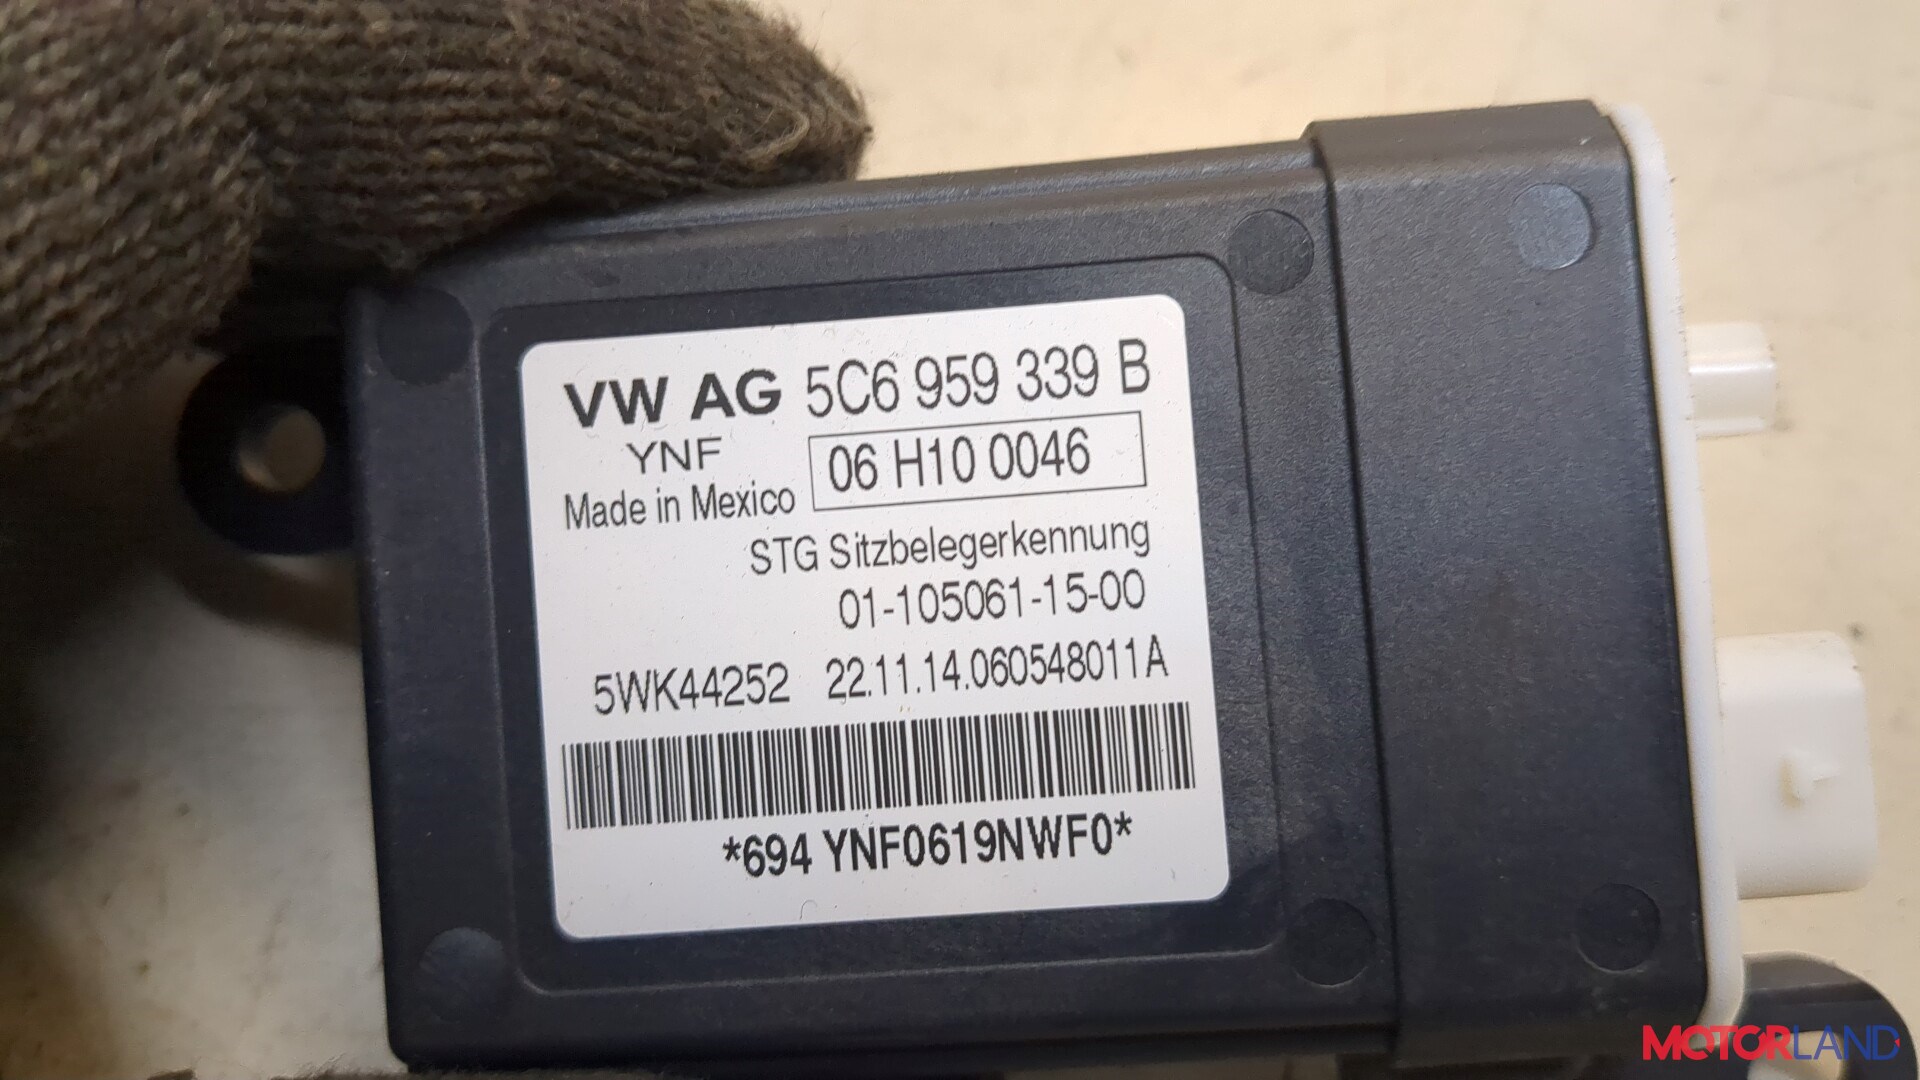 VW AG 5C6 959 339 B
YNF 06 H10 0046
Made in Mexico
STG Sitzbelegerkennung
01-105061-15-00
5WK44252 22.11.14.060548011A
*694 YNF0619NWF0*
MOTORLAND